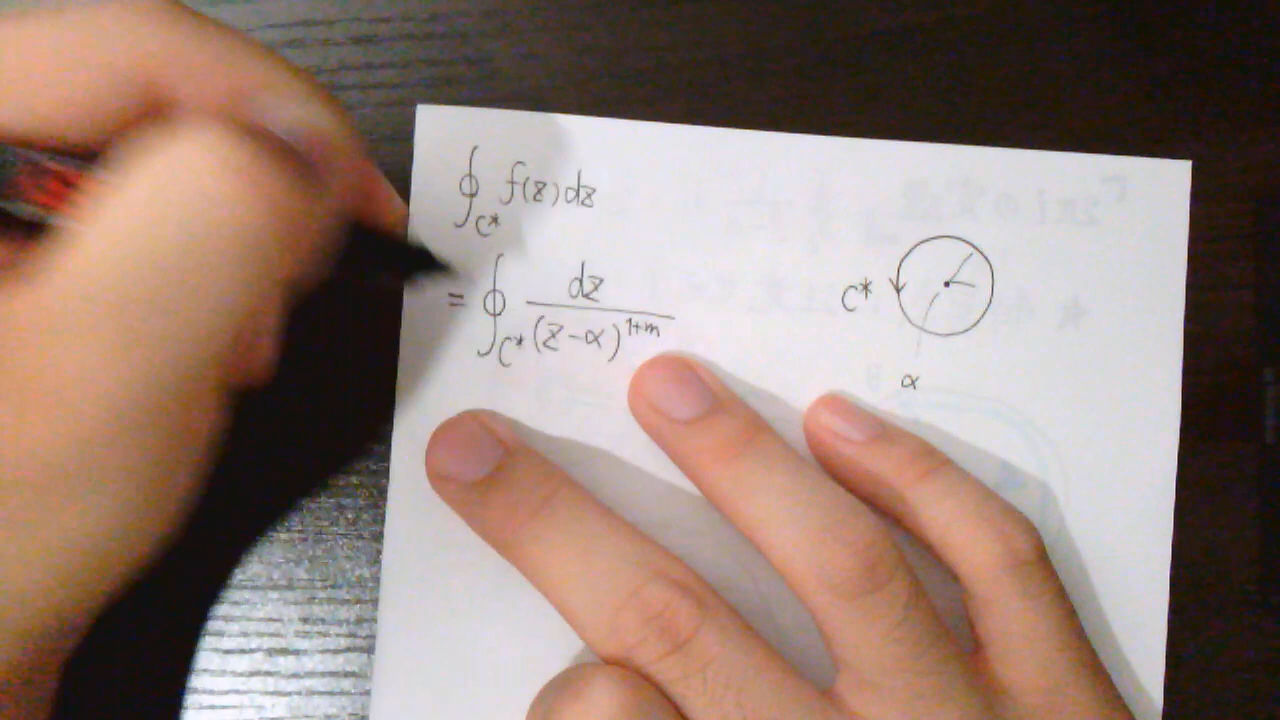 ∮_{C*} f(z)dz
= ∮_{C*} dz/(z-α)^{1+m}
C*
α